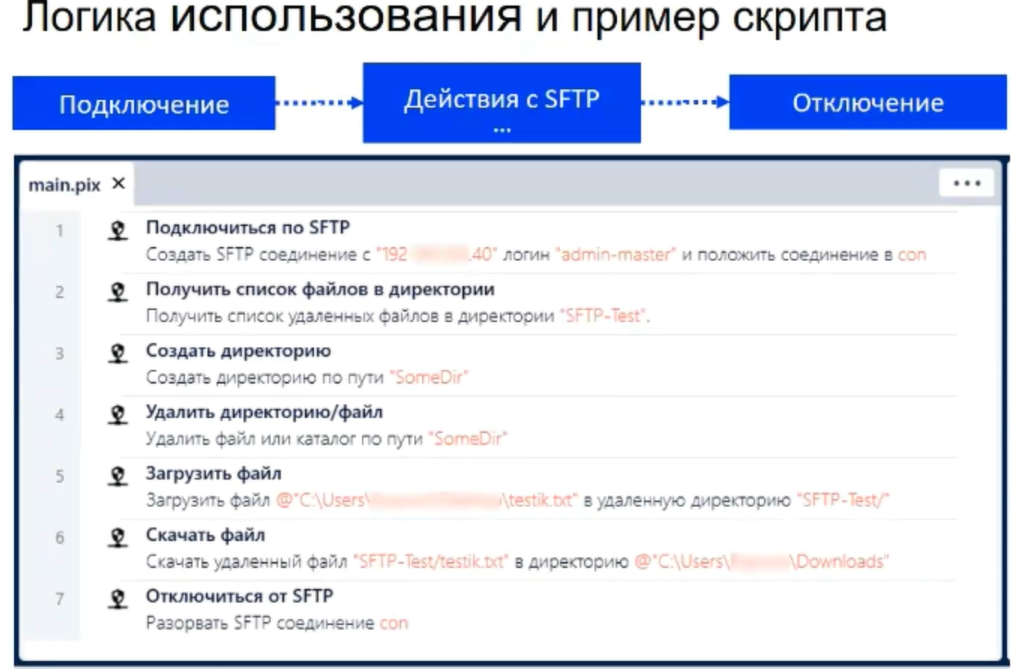 Логика использования и пример скрипта
Подключение
Действия с SFTP
...
Отключение
main.pix ✕
•••
1
Подключиться по SFTP
Создать SFTP соединение с "192 .40" логин "admin-master" и положить соединение в con
2
Получить список файлов в директории
Получить список удаленных файлов в директории "SFTP-Test".
3
Создать директорию
Создать директорию по пути "SomeDir"
4
Удалить директорию/файл
Удалить файл или каталог по пути "SomeDir"
5
Загрузить файл
Загрузить файл @"C:\Users\ \testik.txt" в удаленную директорию "SFTP-Test/"
6
Скачать файл
Скачать удаленный файл "SFTP-Test/testik.txt" в директорию @"C:\Users\ \Downloads"
7
Отключиться от SFTP
Разорвать SFTP соединение con